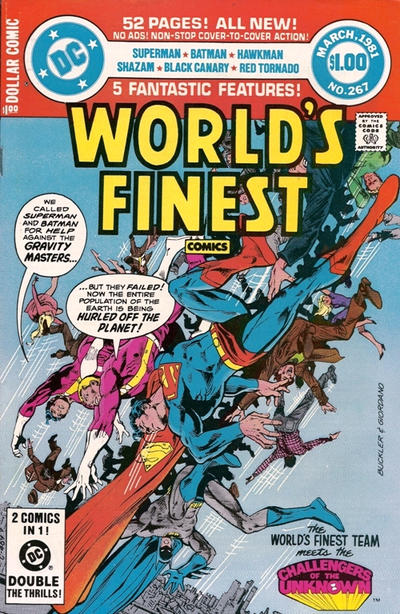 DOLLAR COMIC
$1.00
DC
52 PAGES! ALL NEW!
NO ADS! NON-STOP COVER-TO-COVER ACTION!
SUPERMAN ★ BATMAN ★ HAWKMAN
SHAZAM ★ BLACK CANARY ★ RED TORNADO
5 FANTASTIC FEATURES!
MARCH, 1981
$1.00
NO. 267
APPROVED
BY THE
COMICS
CODE
AUTHORITY
WORLD'S
FINEST
COMICS
WE
CALLED
SUPERMAN
AND BATMAN
FOR HELP
AGAINST THE
GRAVITY
MASTERS...
...BUT THEY FAILED!
NOW THE ENTIRE
POPULATION OF THE
EARTH IS BEING
HURLED OFF THE
PLANET!
BUCKLER & GIORDANO
2 COMICS
IN 1!
DC
DOUBLE
THE THRILLS!
the
WORLD'S FINEST TEAM
meets the
CHALLENGERS
OF THE
UNKNOWN
TM